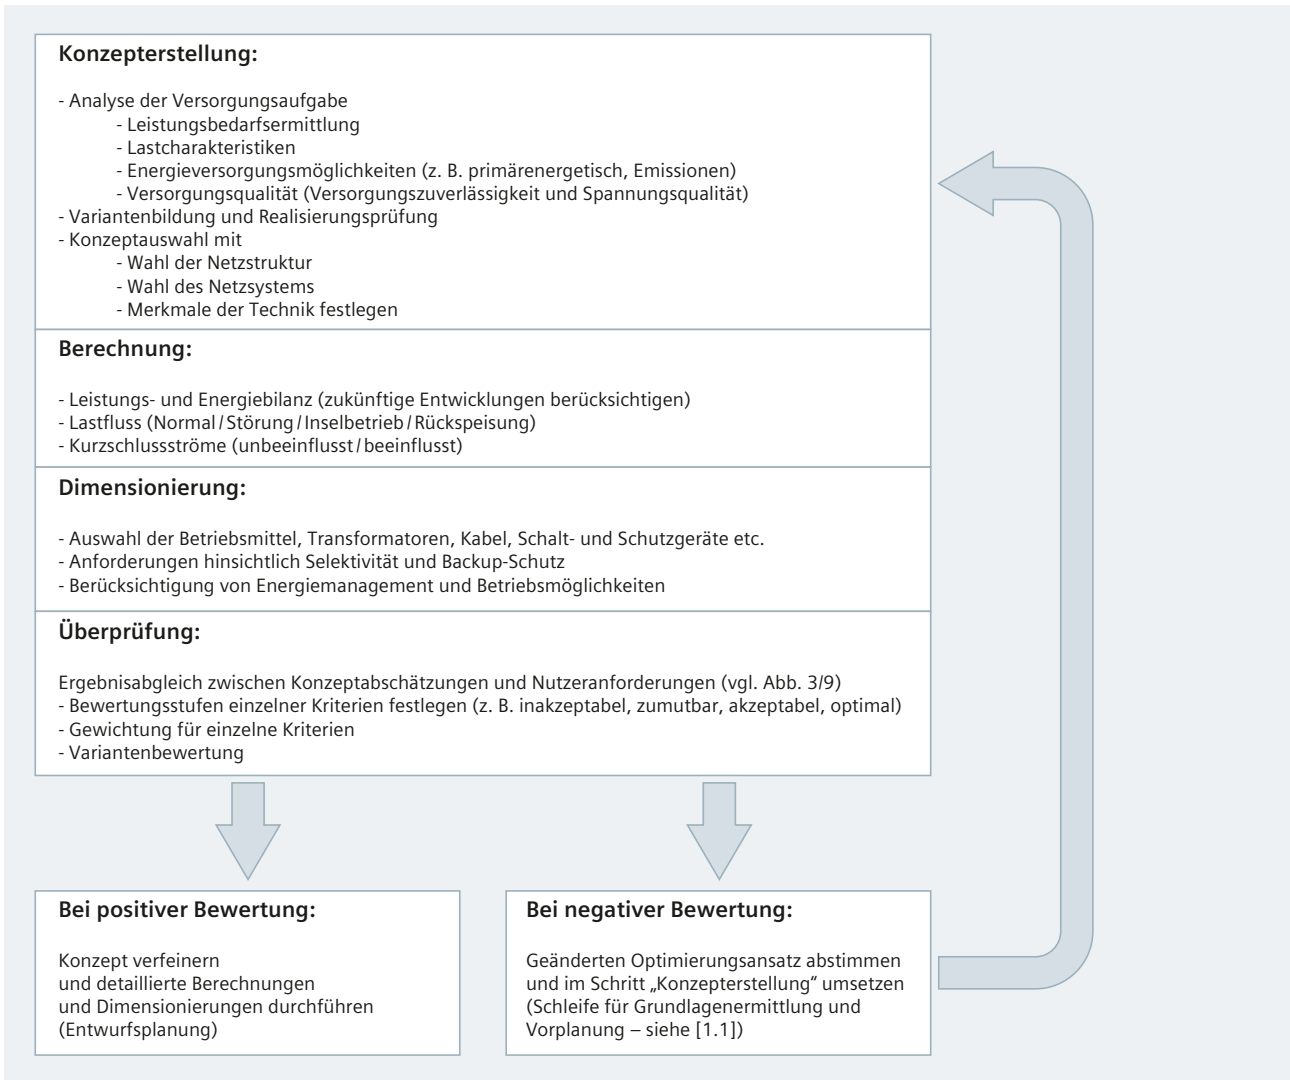 Konzepterstellung:
- Analyse der Versorgungsaufgabe
- Leistungsbedarfsermittlung
- Lastcharakteristiken
- Energieversorgungsmöglichkeiten (z. B. primärenergetisch, Emissionen)
- Versorgungsqualität (Versorgungszuverlässigkeit und Spannungsqualität)
- Variantenbildung und Realisierungsprüfung
- Konzeptauswahl mit
- Wahl der Netzstruktur
- Wahl des Netzsystems
- Merkmale der Technik festlegen
Berechnung:
- Leistungs- und Energiebilanz (zukünftige Entwicklungen berücksichtigen)
- Lastfluss (Normal / Störung / Inselbetrieb / Rückspeisung)
- Kurzschlussströme (unbeeinflusst / beeinflusst)
Dimensionierung:
- Auswahl der Betriebsmittel, Transformatoren, Kabel, Schalt- und Schutzgeräte etc.
- Anforderungen hinsichtlich Selektivität und Backup-Schutz
- Berücksichtigung von Energiemanagement und Betriebsmöglichkeiten
Überprüfung:
Ergebnisabgleich zwischen Konzeptabschätzungen und Nutzeranforderungen (vgl. Abb. 3/9)
- Bewertungsstufen einzelner Kriterien festlegen (z. B. inakzeptabel, zumutbar, akzeptabel, optimal)
- Gewichtung für einzelne Kriterien
- Variantenbewertung
Bei positiver Bewertung:
Konzept verfeinern
und detaillierte Berechnungen
und Dimensionierungen durchführen
(Entwurfsplanung)
Bei negativer Bewertung:
Geänderten Optimierungsansatz abstimmen
und im Schritt „Konzepterstellung“ umsetzen
(Schleife für Grundlagenermittlung und
Vorplanung – siehe [1.1])